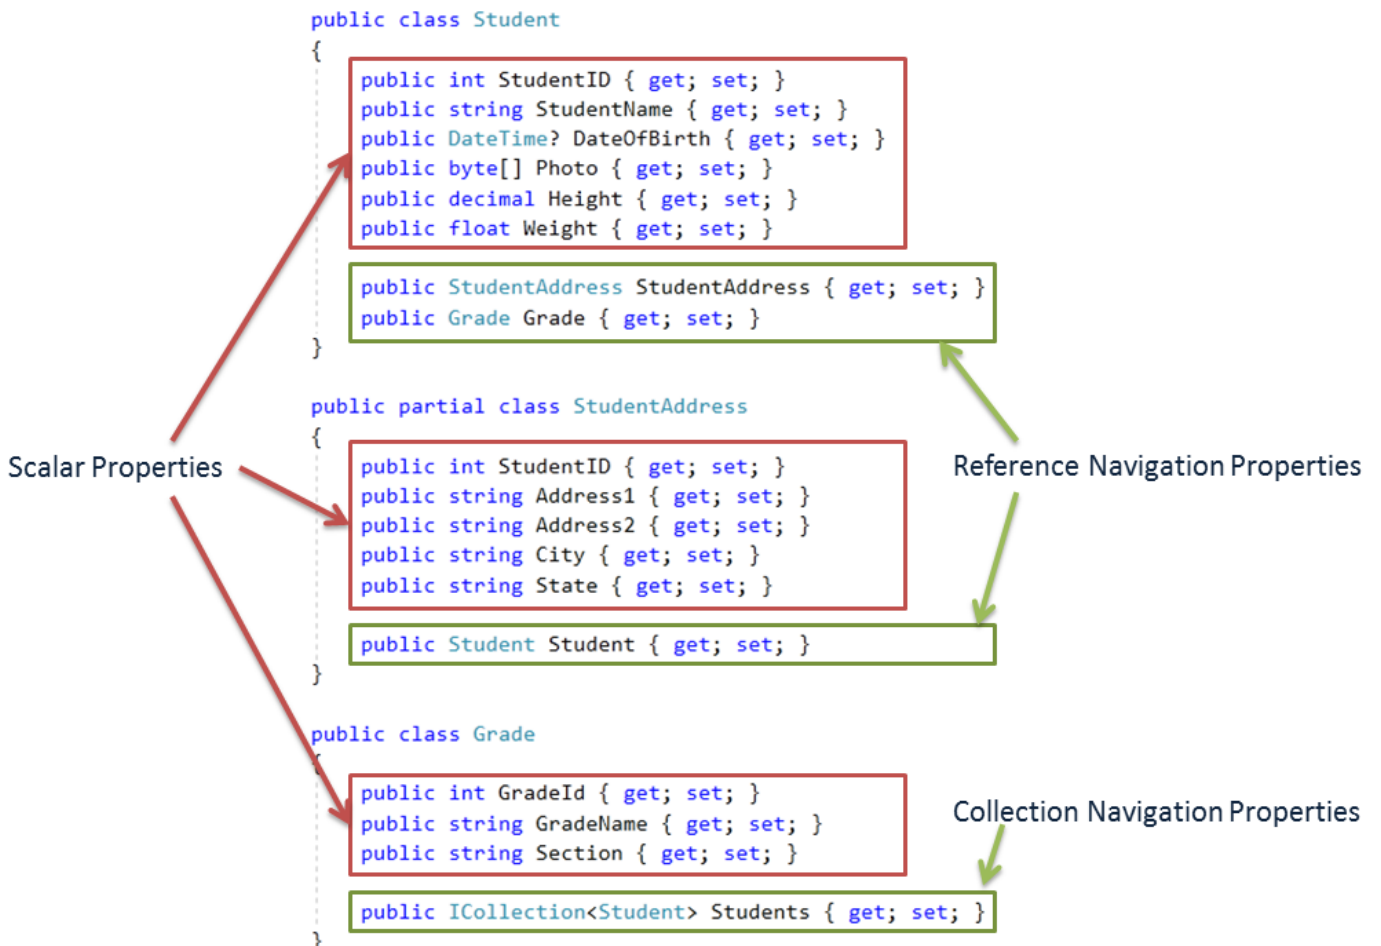 public class Student
{
public int StudentID { get; set; }
public string StudentName { get; set; }
public DateTime? DateOfBirth { get; set; }
public byte[] Photo { get; set; }
public decimal Height { get; set; }
public float Weight { get; set; }
public StudentAddress StudentAddress { get; set; }
public Grade Grade { get; set; }
}
public partial class StudentAddress
{
public int StudentID { get; set; }
public string Address1 { get; set; }
public string Address2 { get; set; }
public string City { get; set; }
public string State { get; set; }
public Student Student { get; set; }
}
public class Grade
{
public int GradeId { get; set; }
public string GradeName { get; set; }
public string Section { get; set; }
public ICollection<Student> Students { get; set; }
}
Scalar Properties
Reference Navigation Properties
Collection Navigation Properties